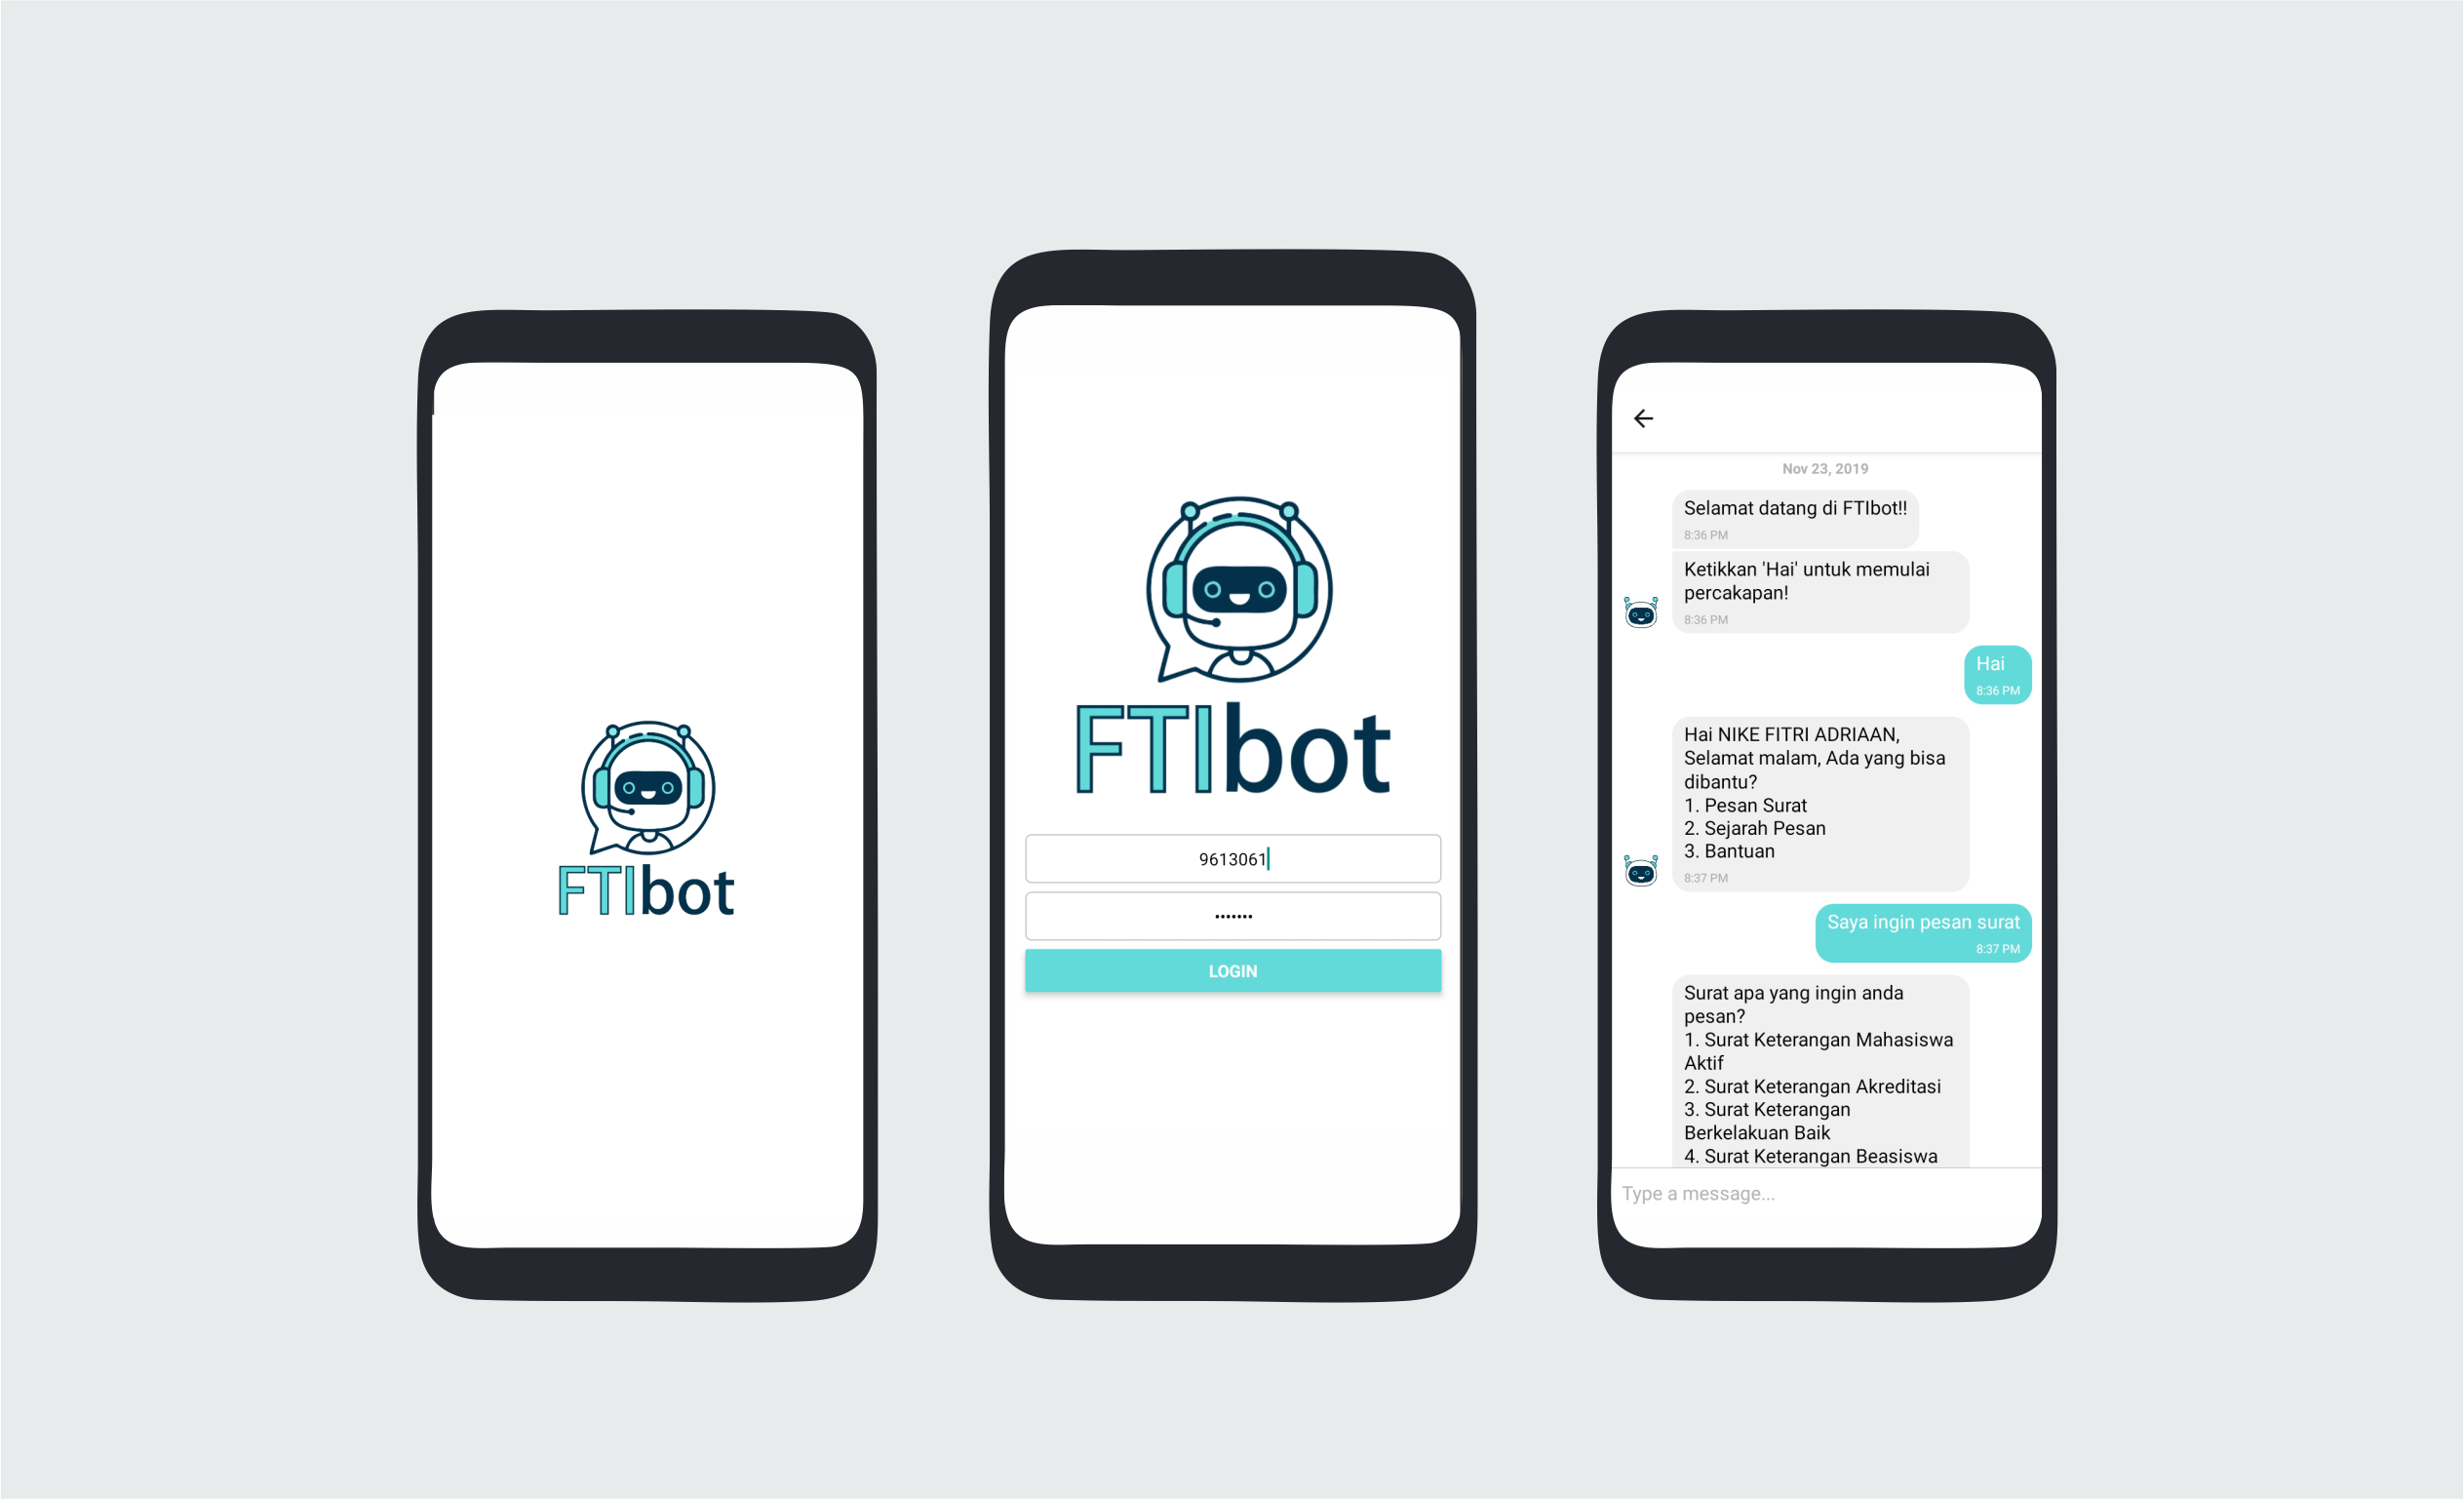 FTIbot
FTIbot
9613061
•••••••
LOGIN
Nov 23, 2019
Selamat datang di FTIbot!!
8:36 PM
Ketikkan 'Hai' untuk memulai
percakapan!
8:36 PM
Hai
8:36 PM
Hai NIKE FITRI ADRIAAN,
Selamat malam, Ada yang bisa
dibantu?
1. Pesan Surat
2. Sejarah Pesan
3. Bantuan
8:37 PM
Saya ingin pesan surat
8:37 PM
Surat apa yang ingin anda
pesan?
1. Surat Keterangan Mahasiswa
Aktif
2. Surat Keterangan Akreditasi
3. Surat Keterangan
Berkelakuan Baik
4. Surat Keterangan Beasiswa
Type a message...